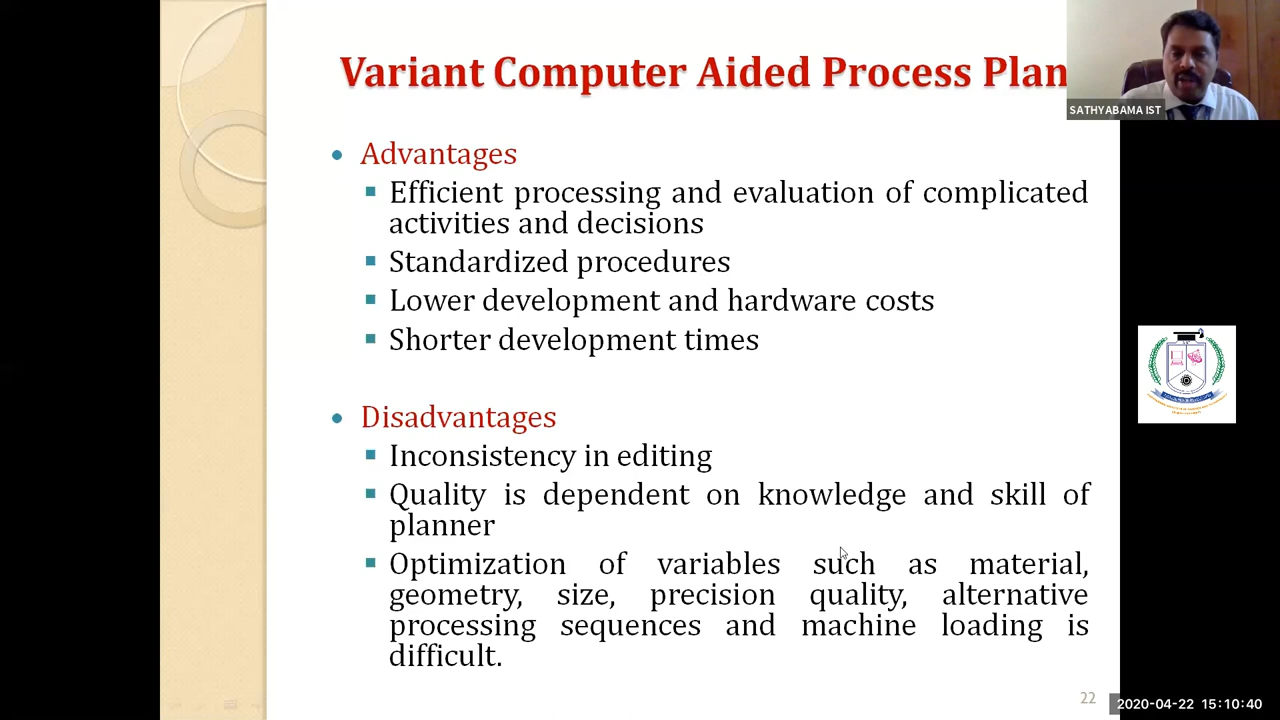 Variant Computer Aided Process Plan
SATHYABAMA IST
Advantages
Efficient processing and evaluation of complicated
activities and decisions
Standardized procedures
Lower development and hardware costs
Shorter development times
Disadvantages
Inconsistency in editing
Quality is dependent on knowledge and skill of
planner
Optimization of variables such as material,
geometry, size, precision quality, alternative
processing sequences and machine loading is
difficult.
22
2020-04-22 15:10:40